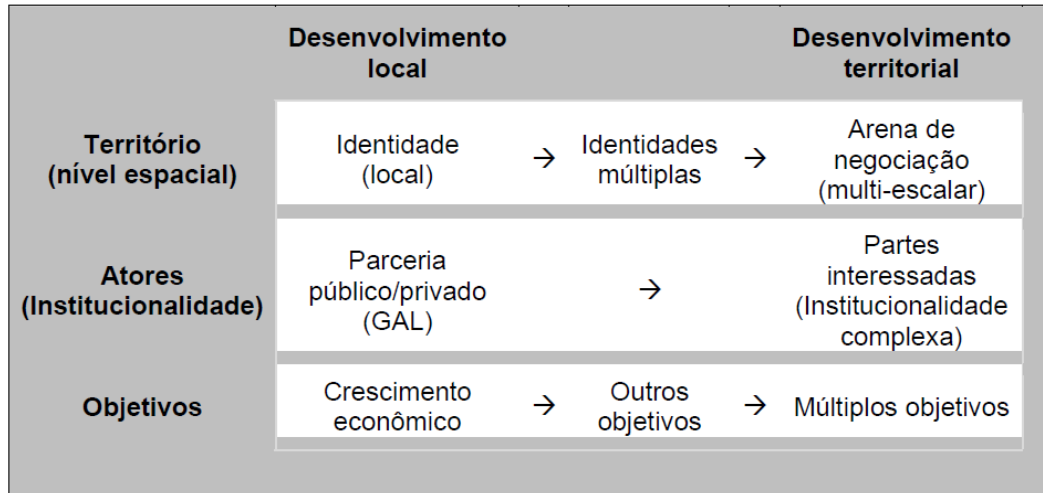 Desenvolvimento local
Desenvolvimento territorial
Território (nível espacial)
Identidade (local)
→
Identidades múltiplas
→
Arena de negociação (multi-escalar)
Atores (Institucionalidade)
Parceria público/privado (GAL)
→
Partes interessadas (Institucionalidade complexa)
Objetivos
Crescimento econômico
→
Outros objetivos
→
Múltiplos objetivos